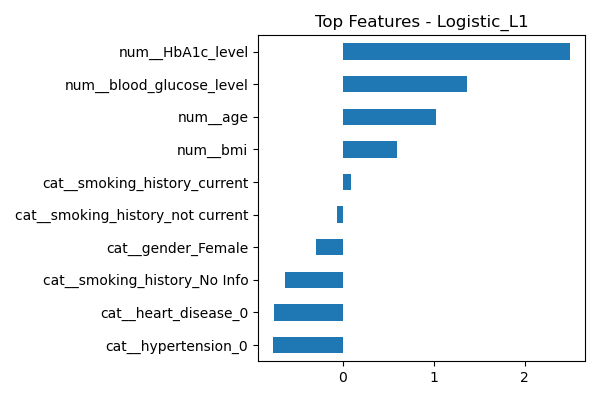 Top Features - Logistic_L1
num__HbA1c_level
num__blood_glucose_level
num__age
num__bmi
cat__smoking_history_current
cat__smoking_history_not current
cat__gender_Female
cat__smoking_history_No Info
cat__heart_disease_0
cat__hypertension_0
0 1 2